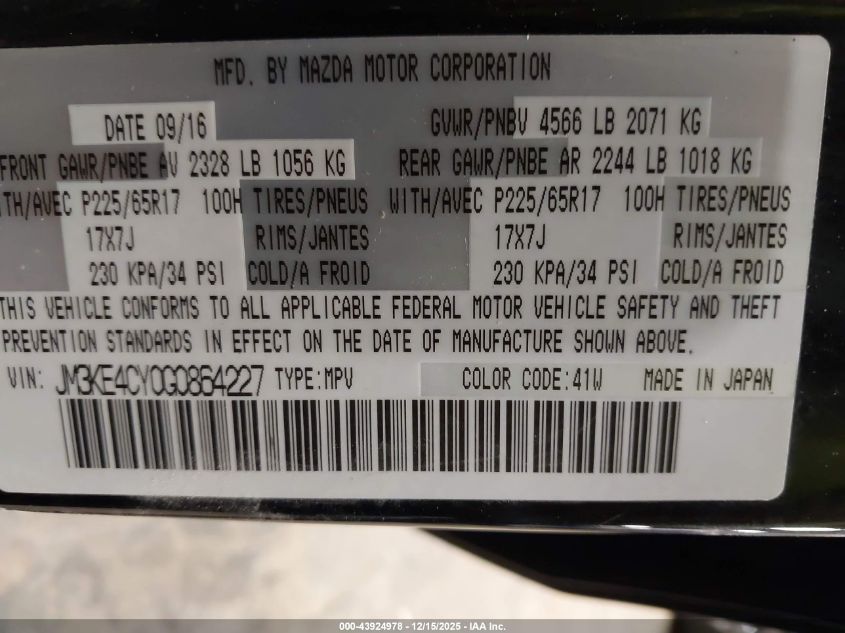 MFD. BY MAZDA MOTOR CORPORATION
DATE 09/16 GVWR/PNBV 4566 LB 2071 KG
FRONT GAWR/PNBE AV 2328 LB 1056 KG REAR GAWR/PNBE AR 2244 LB 1018 KG
ITH/AVEC P225/65R17 100H TIRES/PNEUS WITH/AVEC P225/65R17 100H TIRES/PNEUS
17X7J RIMS/JANTES 17X7J RIMS/JANTES
230 KPA/34 PSI COLD/A FROID 230 KPA/34 PSI COLD/A FROID
THIS VEHICLE CONFORMS TO ALL APPLICABLE FEDERAL MOTOR VEHICLE SAFETY AND THEFT
PREVENTION STANDARDS IN EFFECT ON THE DATE OF MANUFACTURE SHOWN ABOVE.
VIN: JM3KE4CY0G0864227 TYPE:MPV COLOR CODE:41W MADE IN JAPAN
000-43924978 - 12/15/2025 - IAA Inc.